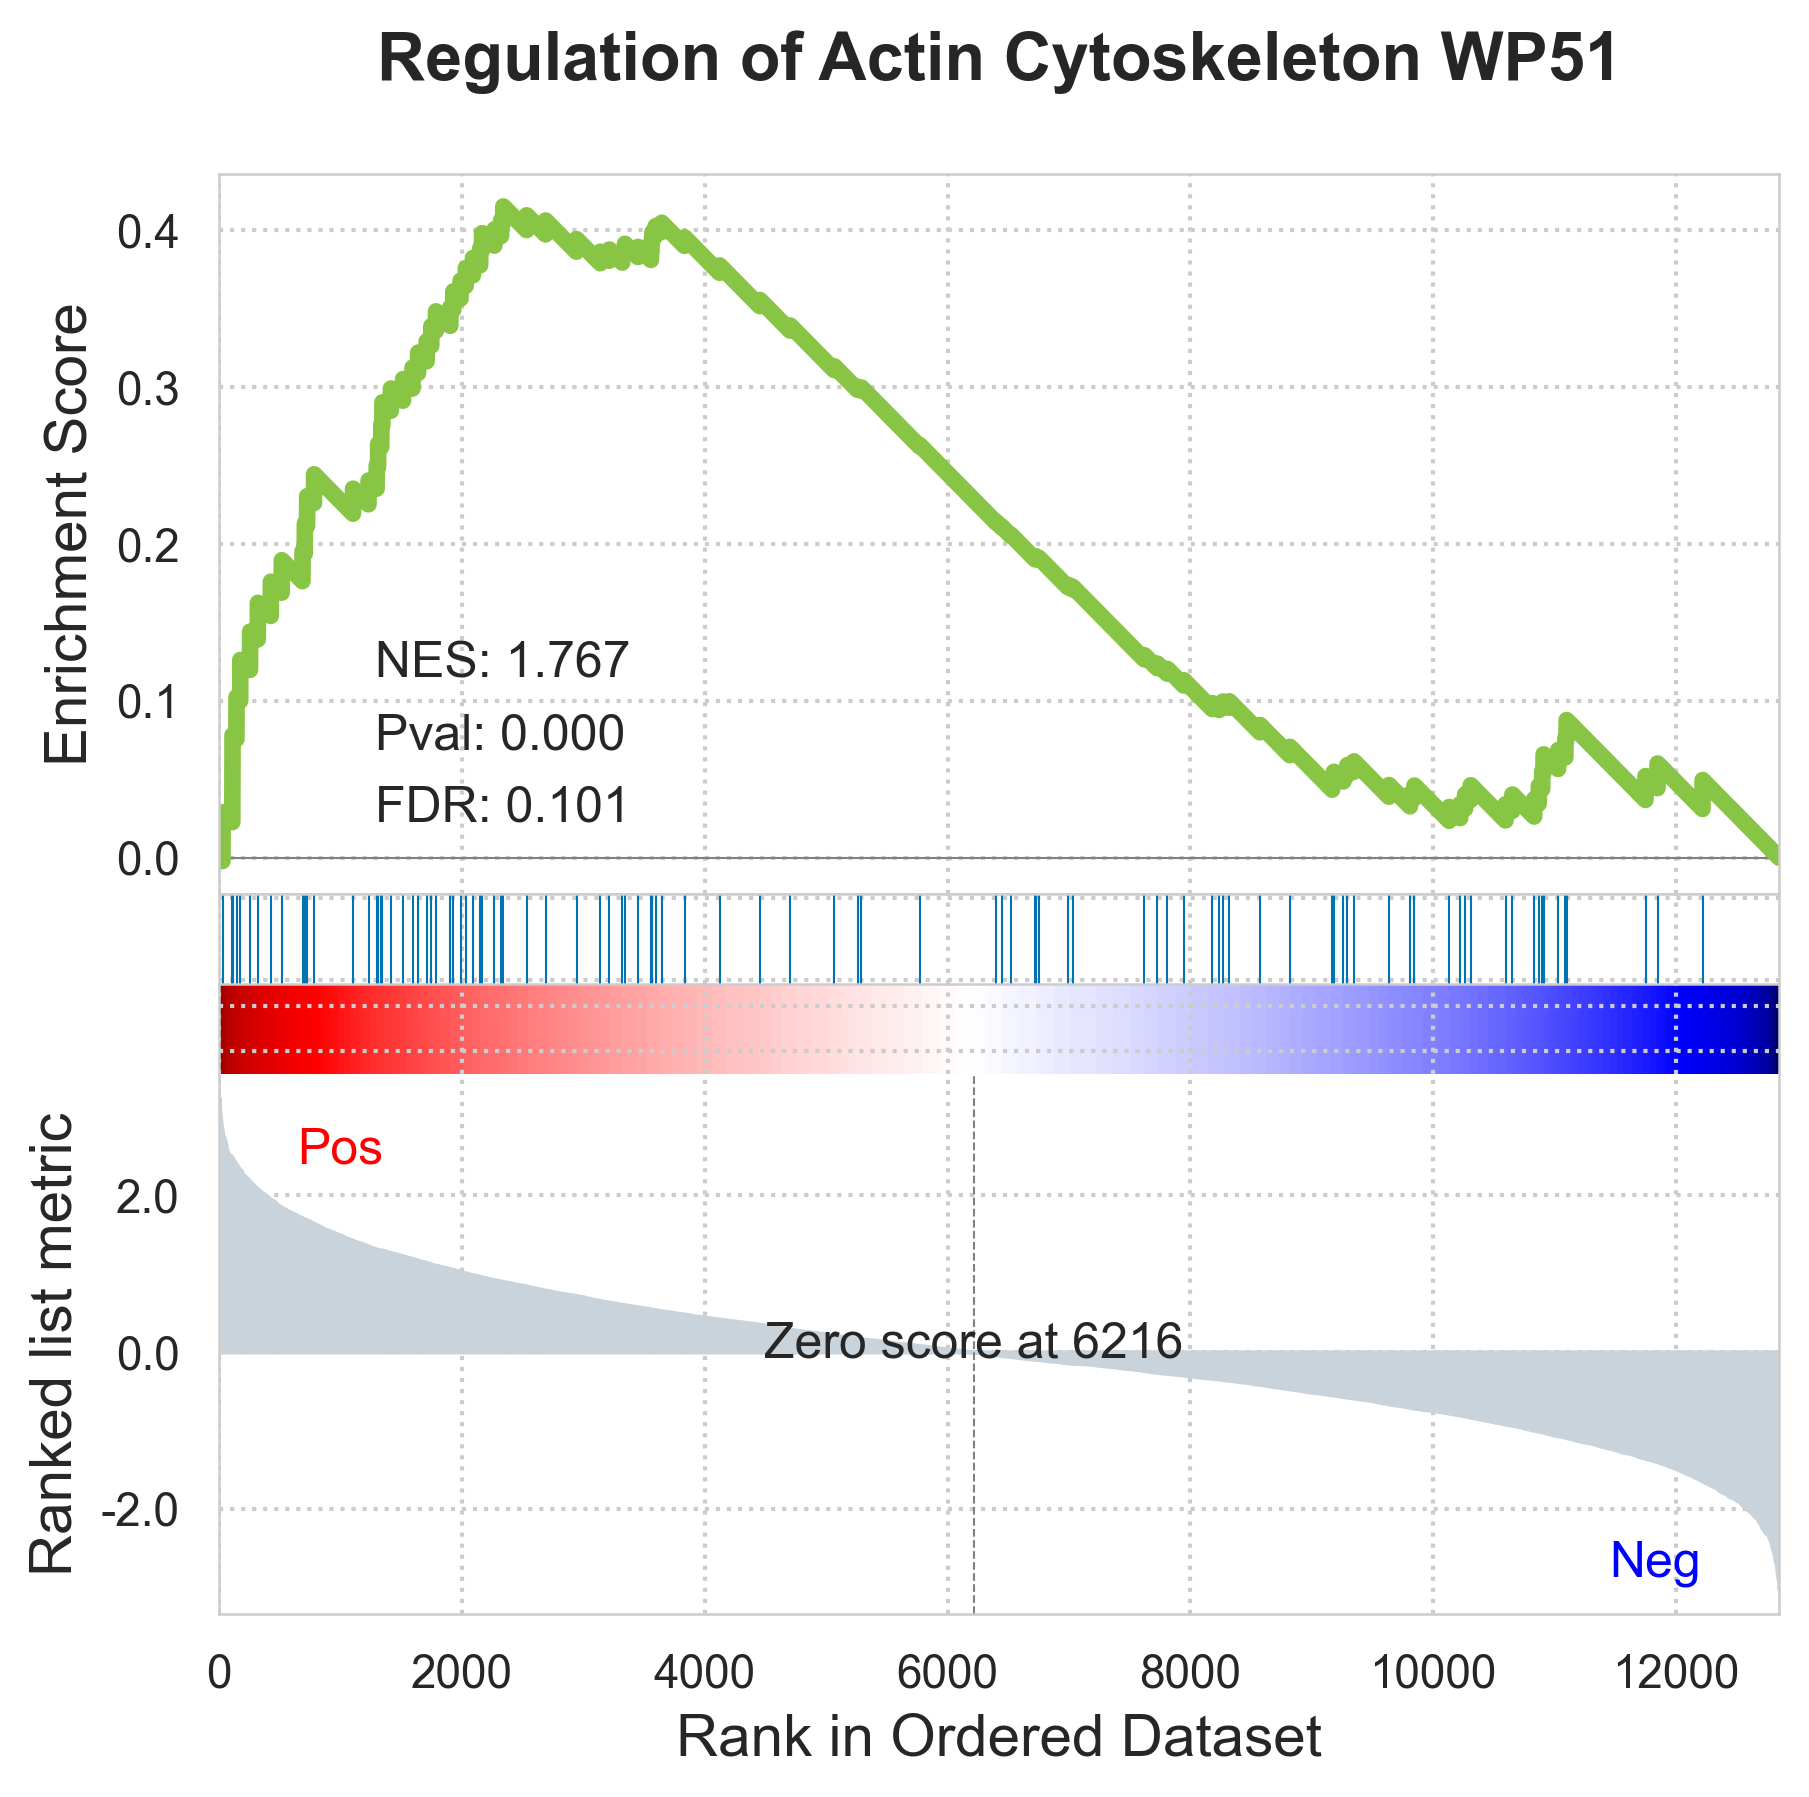 Regulation of Actin Cytoskeleton WP51
Enrichment Score
0.4
0.3
0.2
0.1
0.0
NES: 1.767
Pval: 0.000
FDR: 0.101
Ranked list metric
2.0
0.0
-2.0
Pos
Zero score at 6216
Neg
0 2000 4000 6000 8000 10000 12000
Rank in Ordered Dataset